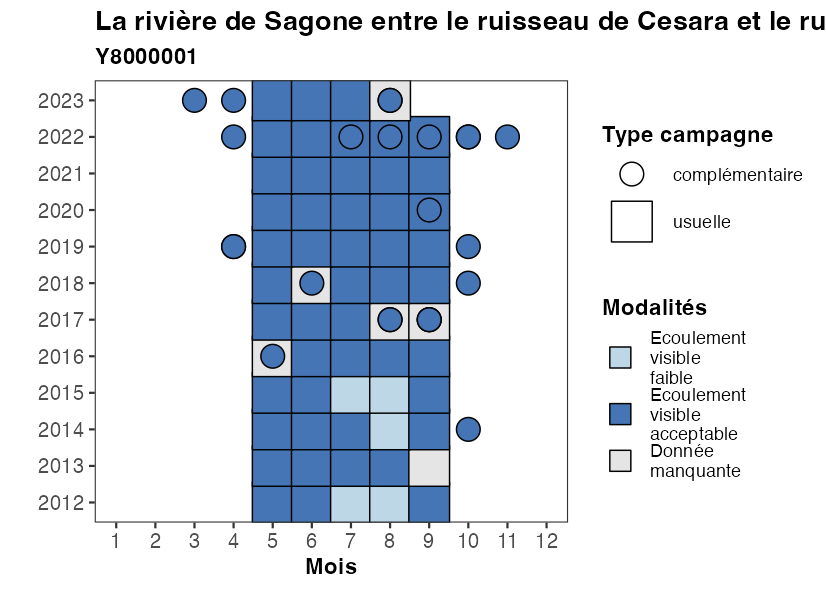 La rivière de Sagone entre le ruisseau de Cesara et le ru
Y8000001
2023
2022
2021
2020
2019
2018
2017
2016
2015
2014
2013
2012
1 2 3 4 5 6 7 8 9 10 11 12
Mois
Type campagne
complémentaire
usuelle
Modalités
Ecoulement
visible
faible
Ecoulement
visible
acceptable
Donnée
manquante